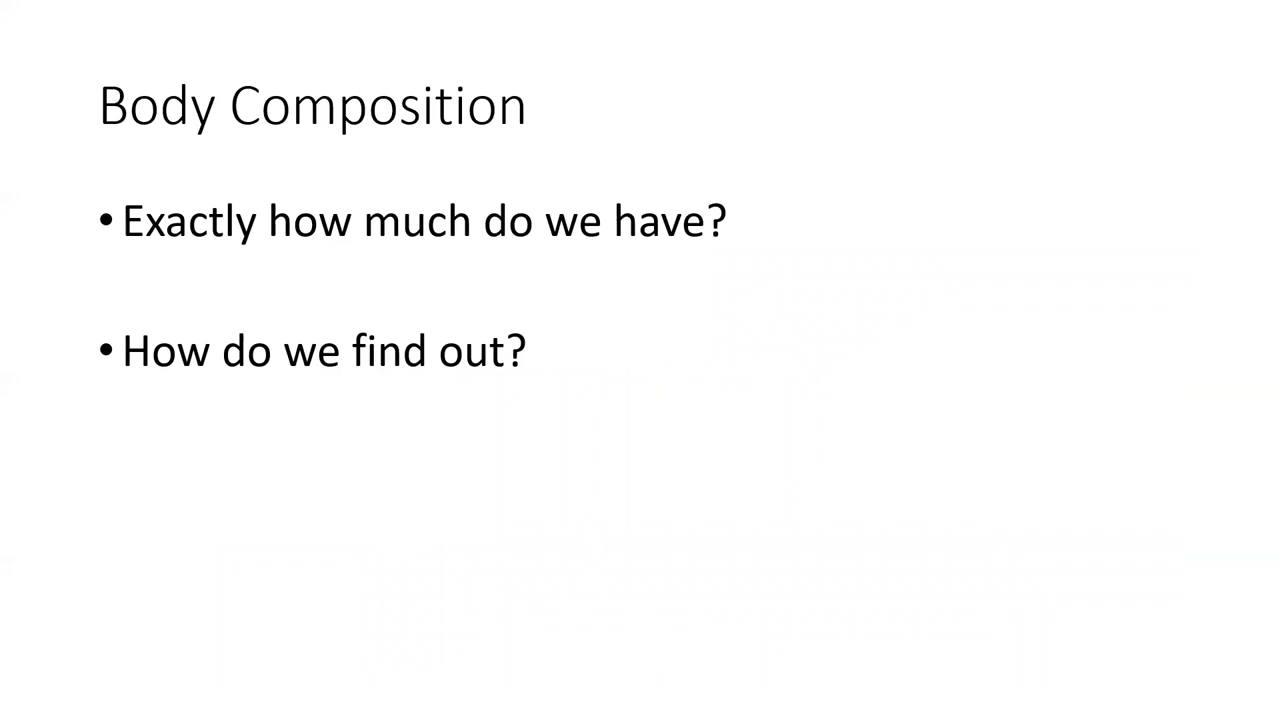 Body Composition
• Exactly how much do we have?
• How do we find out?